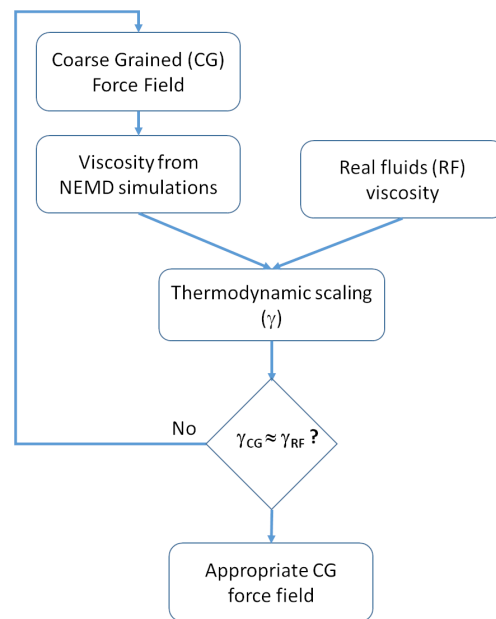 Coarse Grained (CG)
Force Field
Viscosity from
NEMD simulations
Real fluids (RF)
viscosity
Thermodynamic scaling
(γ)
No
γCG ≈ γRF ?
Appropriate CG
force field